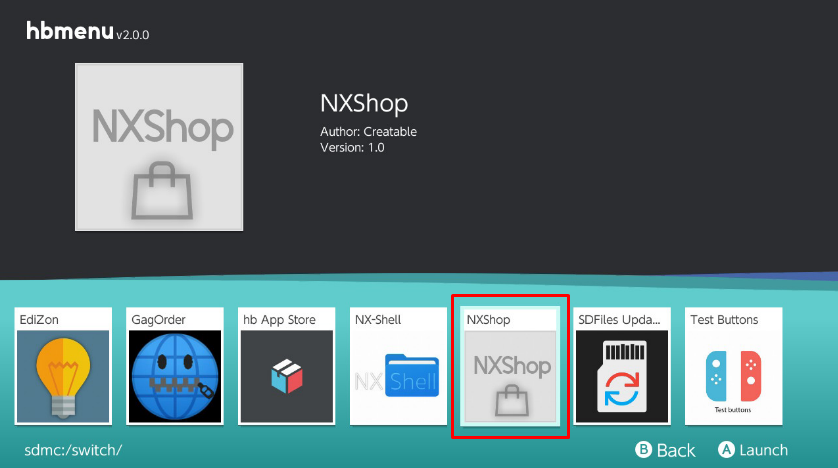 hbmenu v2.0.0
NXShop
NXShop
Author: Creatable
Version: 1.0
EdiZon
GagOrder
hb App Store
NX-Shell
NX Shell
NXShop
NXShop
SDFiles Upda...
Test Buttons
Test buttons
sdmc:/switch/
B Back
A Launch